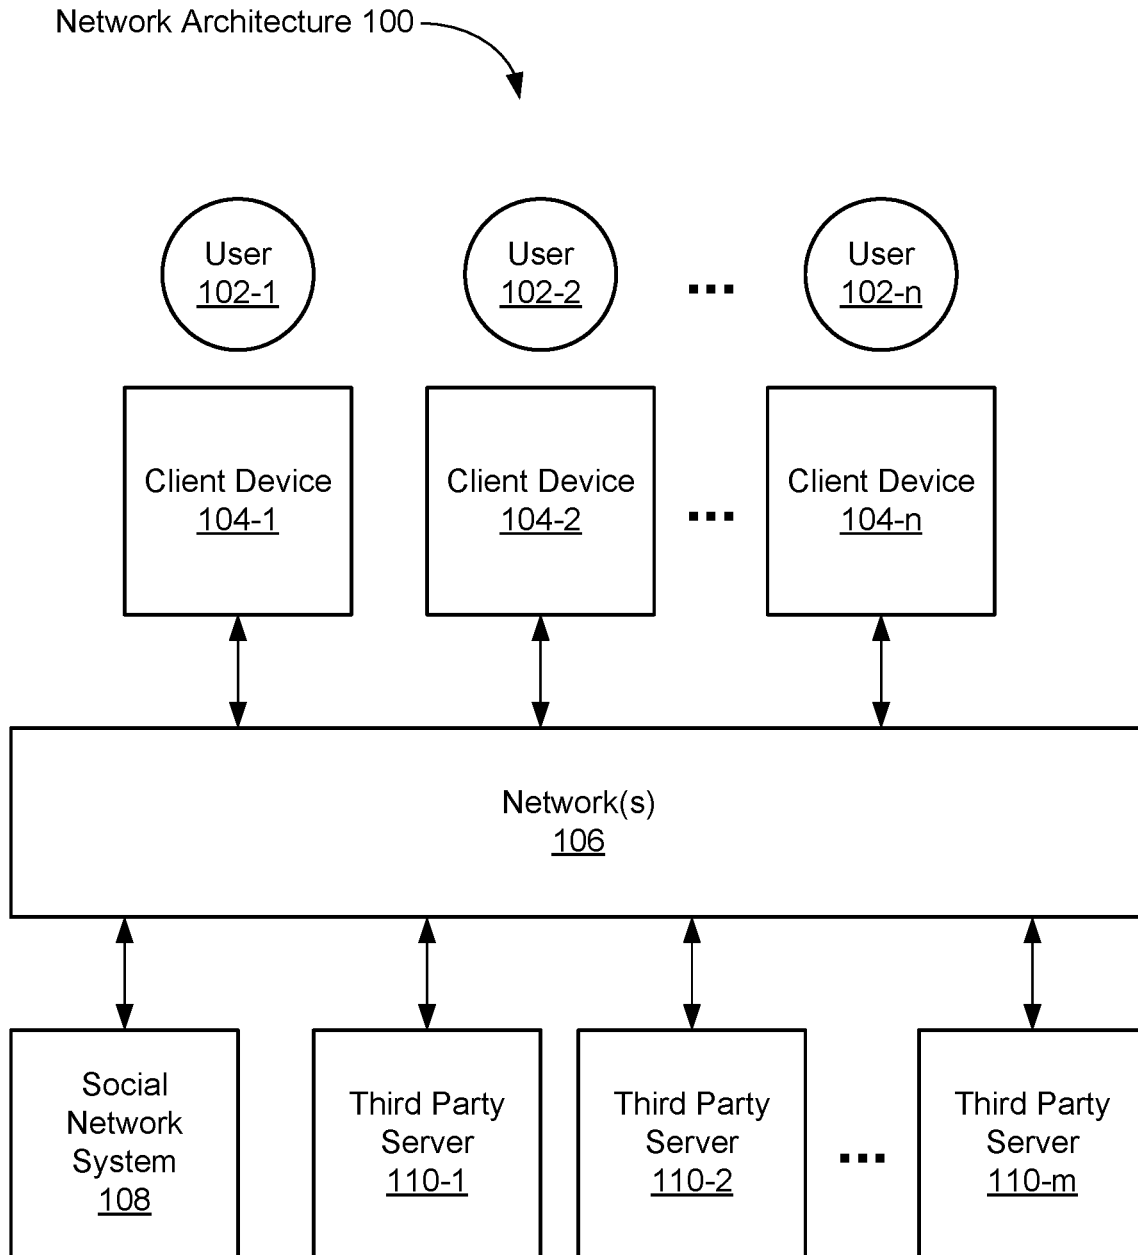 Network Architecture 100
User
102-1
User
102-2
...
User
102-n
Client Device
104-1
Client Device
104-2
...
Client Device
104-n
Network(s)
106
Social
Network
System
108
Third Party
Server
110-1
Third Party
Server
110-2
...
Third Party
Server
110-m